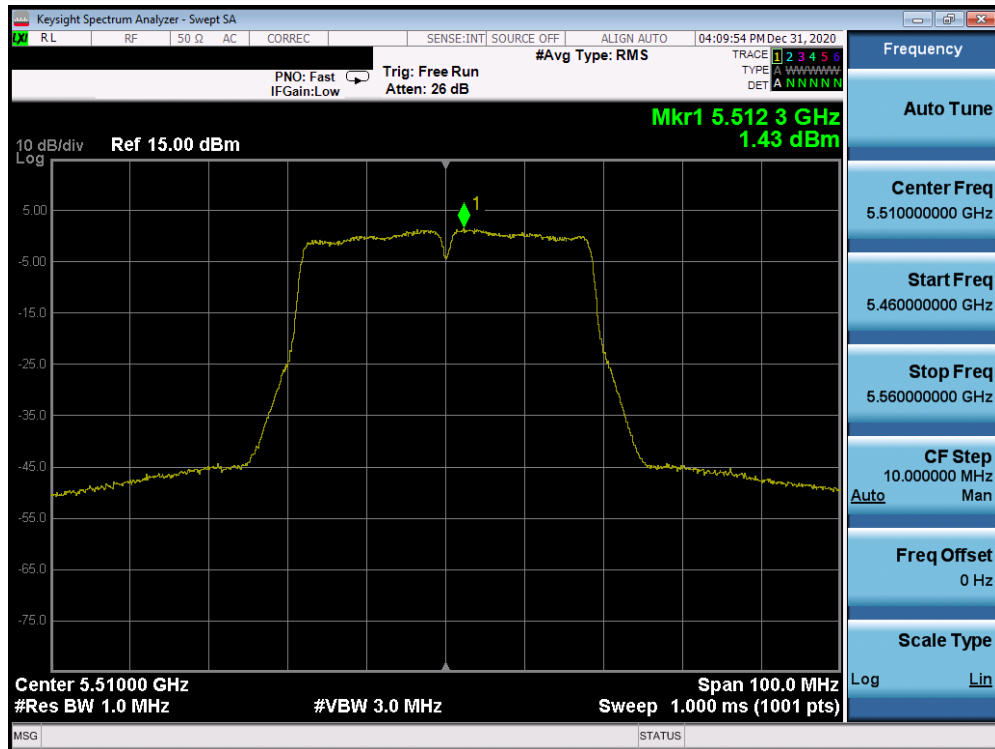 Keysight Spectrum Analyzer - Swept SA
LXI RL RF 50 Ω AC CORREC SENSE:INT SOURCE OFF ALIGN AUTO 04:09:54 PM Dec 31, 2020
#Avg Type: RMS
TRACE 1 2 3 4 5 6
TYPE A WWWWW
DET A N N N N N
PNO: Fast
IFGain:Low
Trig: Free Run
Atten: 26 dB
Mkr1 5.512 3 GHz
1.43 dBm
10 dB/div
Log
Ref 15.00 dBm
1
5.00
-5.00
-15.0
-25.0
-35.0
-45.0
-55.0
-65.0
-75.0
Center 5.51000 GHz
Span 100.0 MHz
#Res BW 1.0 MHz
#VBW 3.0 MHz
Sweep 1.000 ms (1001 pts)
MSG
STATUS
Frequency
Auto Tune
Center Freq
5.510000000 GHz
Start Freq
5.460000000 GHz
Stop Freq
5.560000000 GHz
CF Step
10.000000 MHz
Auto Man
Freq Offset
0 Hz
Scale Type
Log Lin